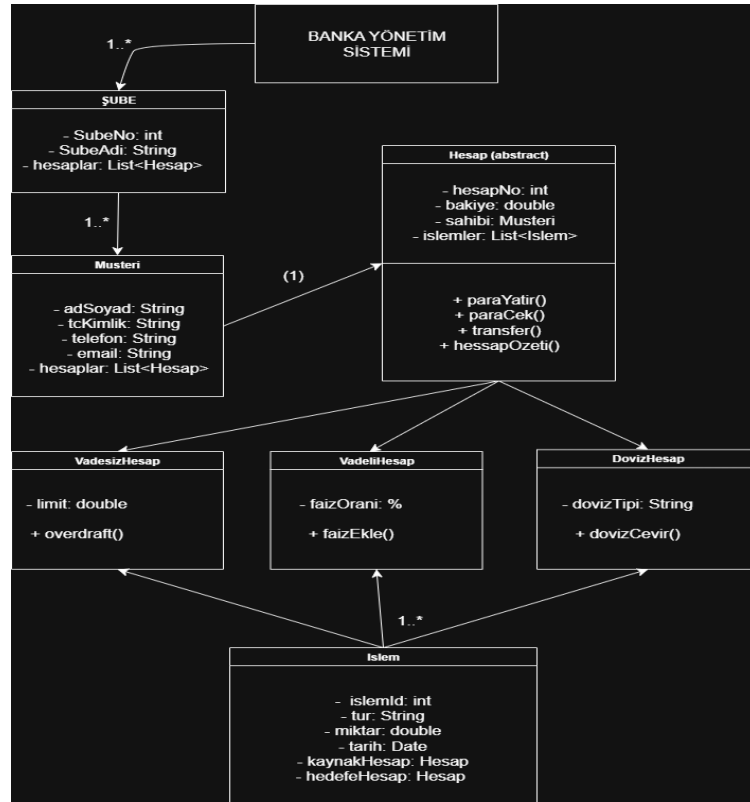 BANKA YÖNETİM
SİSTEMİ
1..*
ŞUBE
- SubeNo: int
- SubeAdi: String
- hesaplar: List<Hesap>
1..*
Hesap (abstract)
- hesapNo: int
- bakiye: double
- sahibi: Musteri
- islemler: List<Islem>
+ paraYatir()
+ paraCek()
+ transfer()
+ hessapOzeti()
(1)
Musteri
- adSoyad: String
- tcKimlik: String
- telefon: String
- email: String
- hesaplar: List<Hesap>
VadesizHesap
- limit: double
+ overdraft()
VadeliHesap
- faizOrani: %
+ faizEkle()
DovizHesap
- dovizTipi: String
+ dovizCevir()
1..*
Islem
- islemId: int
- tur: String
- miktar: double
- tarih: Date
- kaynakHesap: Hesap
- hedefeHesap: Hesap